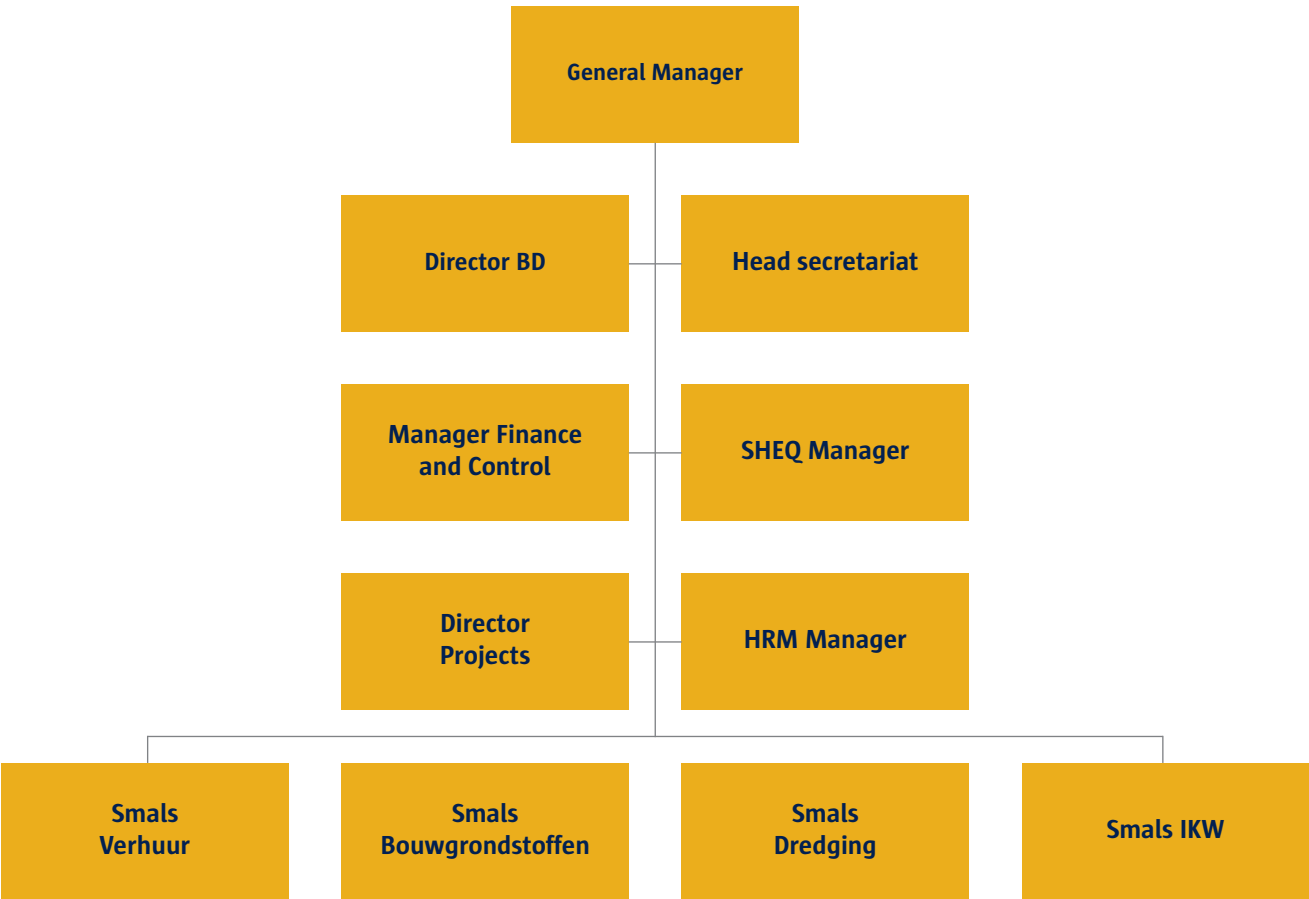 General Manager
Director BD
Head secretariat
Manager Finance
and Control
SHEQ Manager
Director
Projects
HRM Manager
Smals
Verhuur
Smals
Bouwgrondstoffen
Smals
Dredging
Smals IKW